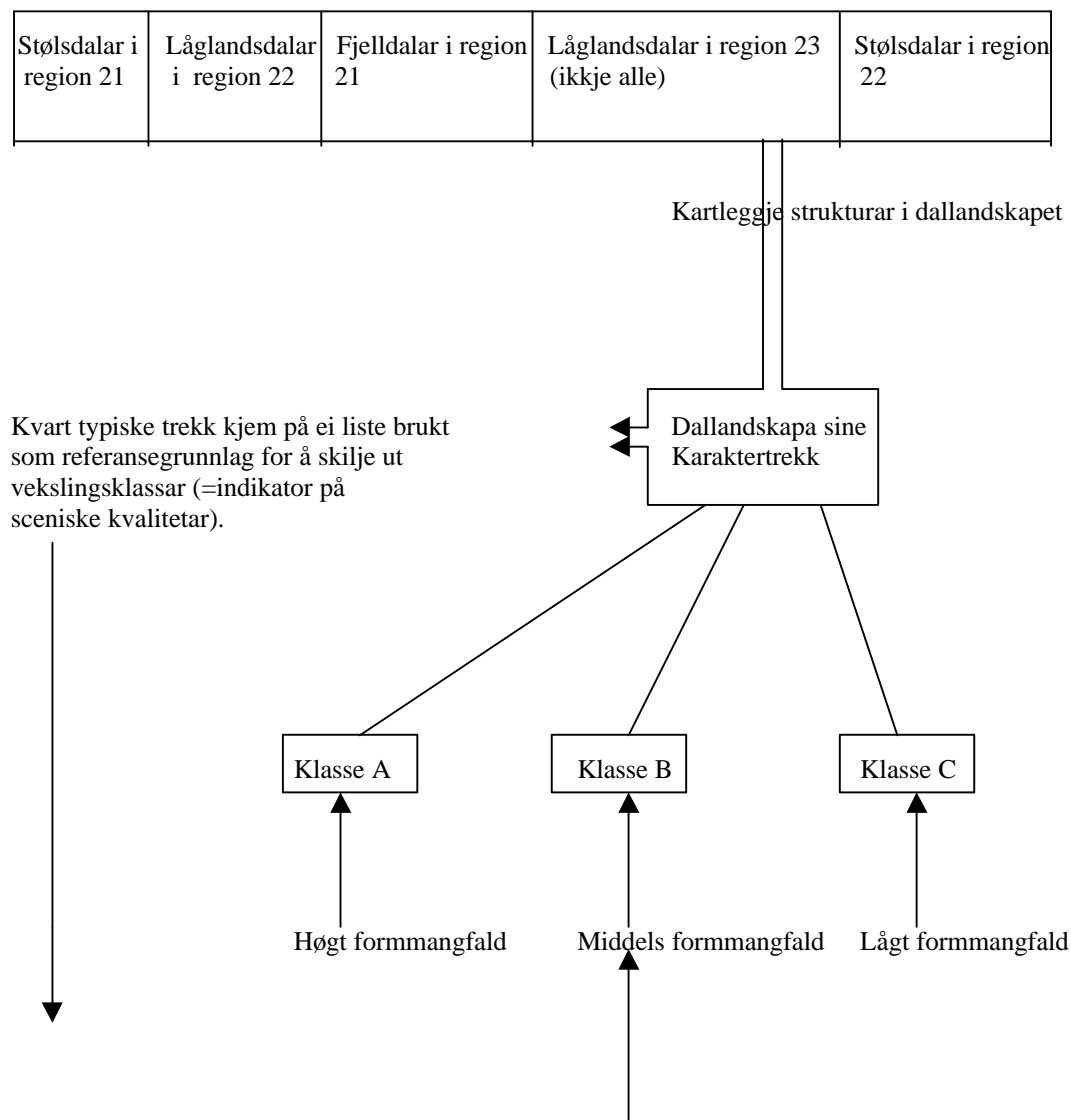 Stølsdalar i
region 21
Låglandsdalar
i region 22
Fjelldalar i region
21
Låglandsdalar i region 23
(ikkje alle)
Stølsdalar i region
22
Kartleggje strukturar i dallandskapet
Kvart typiske trekk kjem på ei liste brukt
som referansegrunnlag for å skilje ut
vekslingsklassar (=indikator på
sceniske kvalitetar).
Dallandskapa sine
Karaktertrekk
Klasse A
Klasse B
Klasse C
Høgt formmangfald
Middels formmangfald
Lågt formmangfald